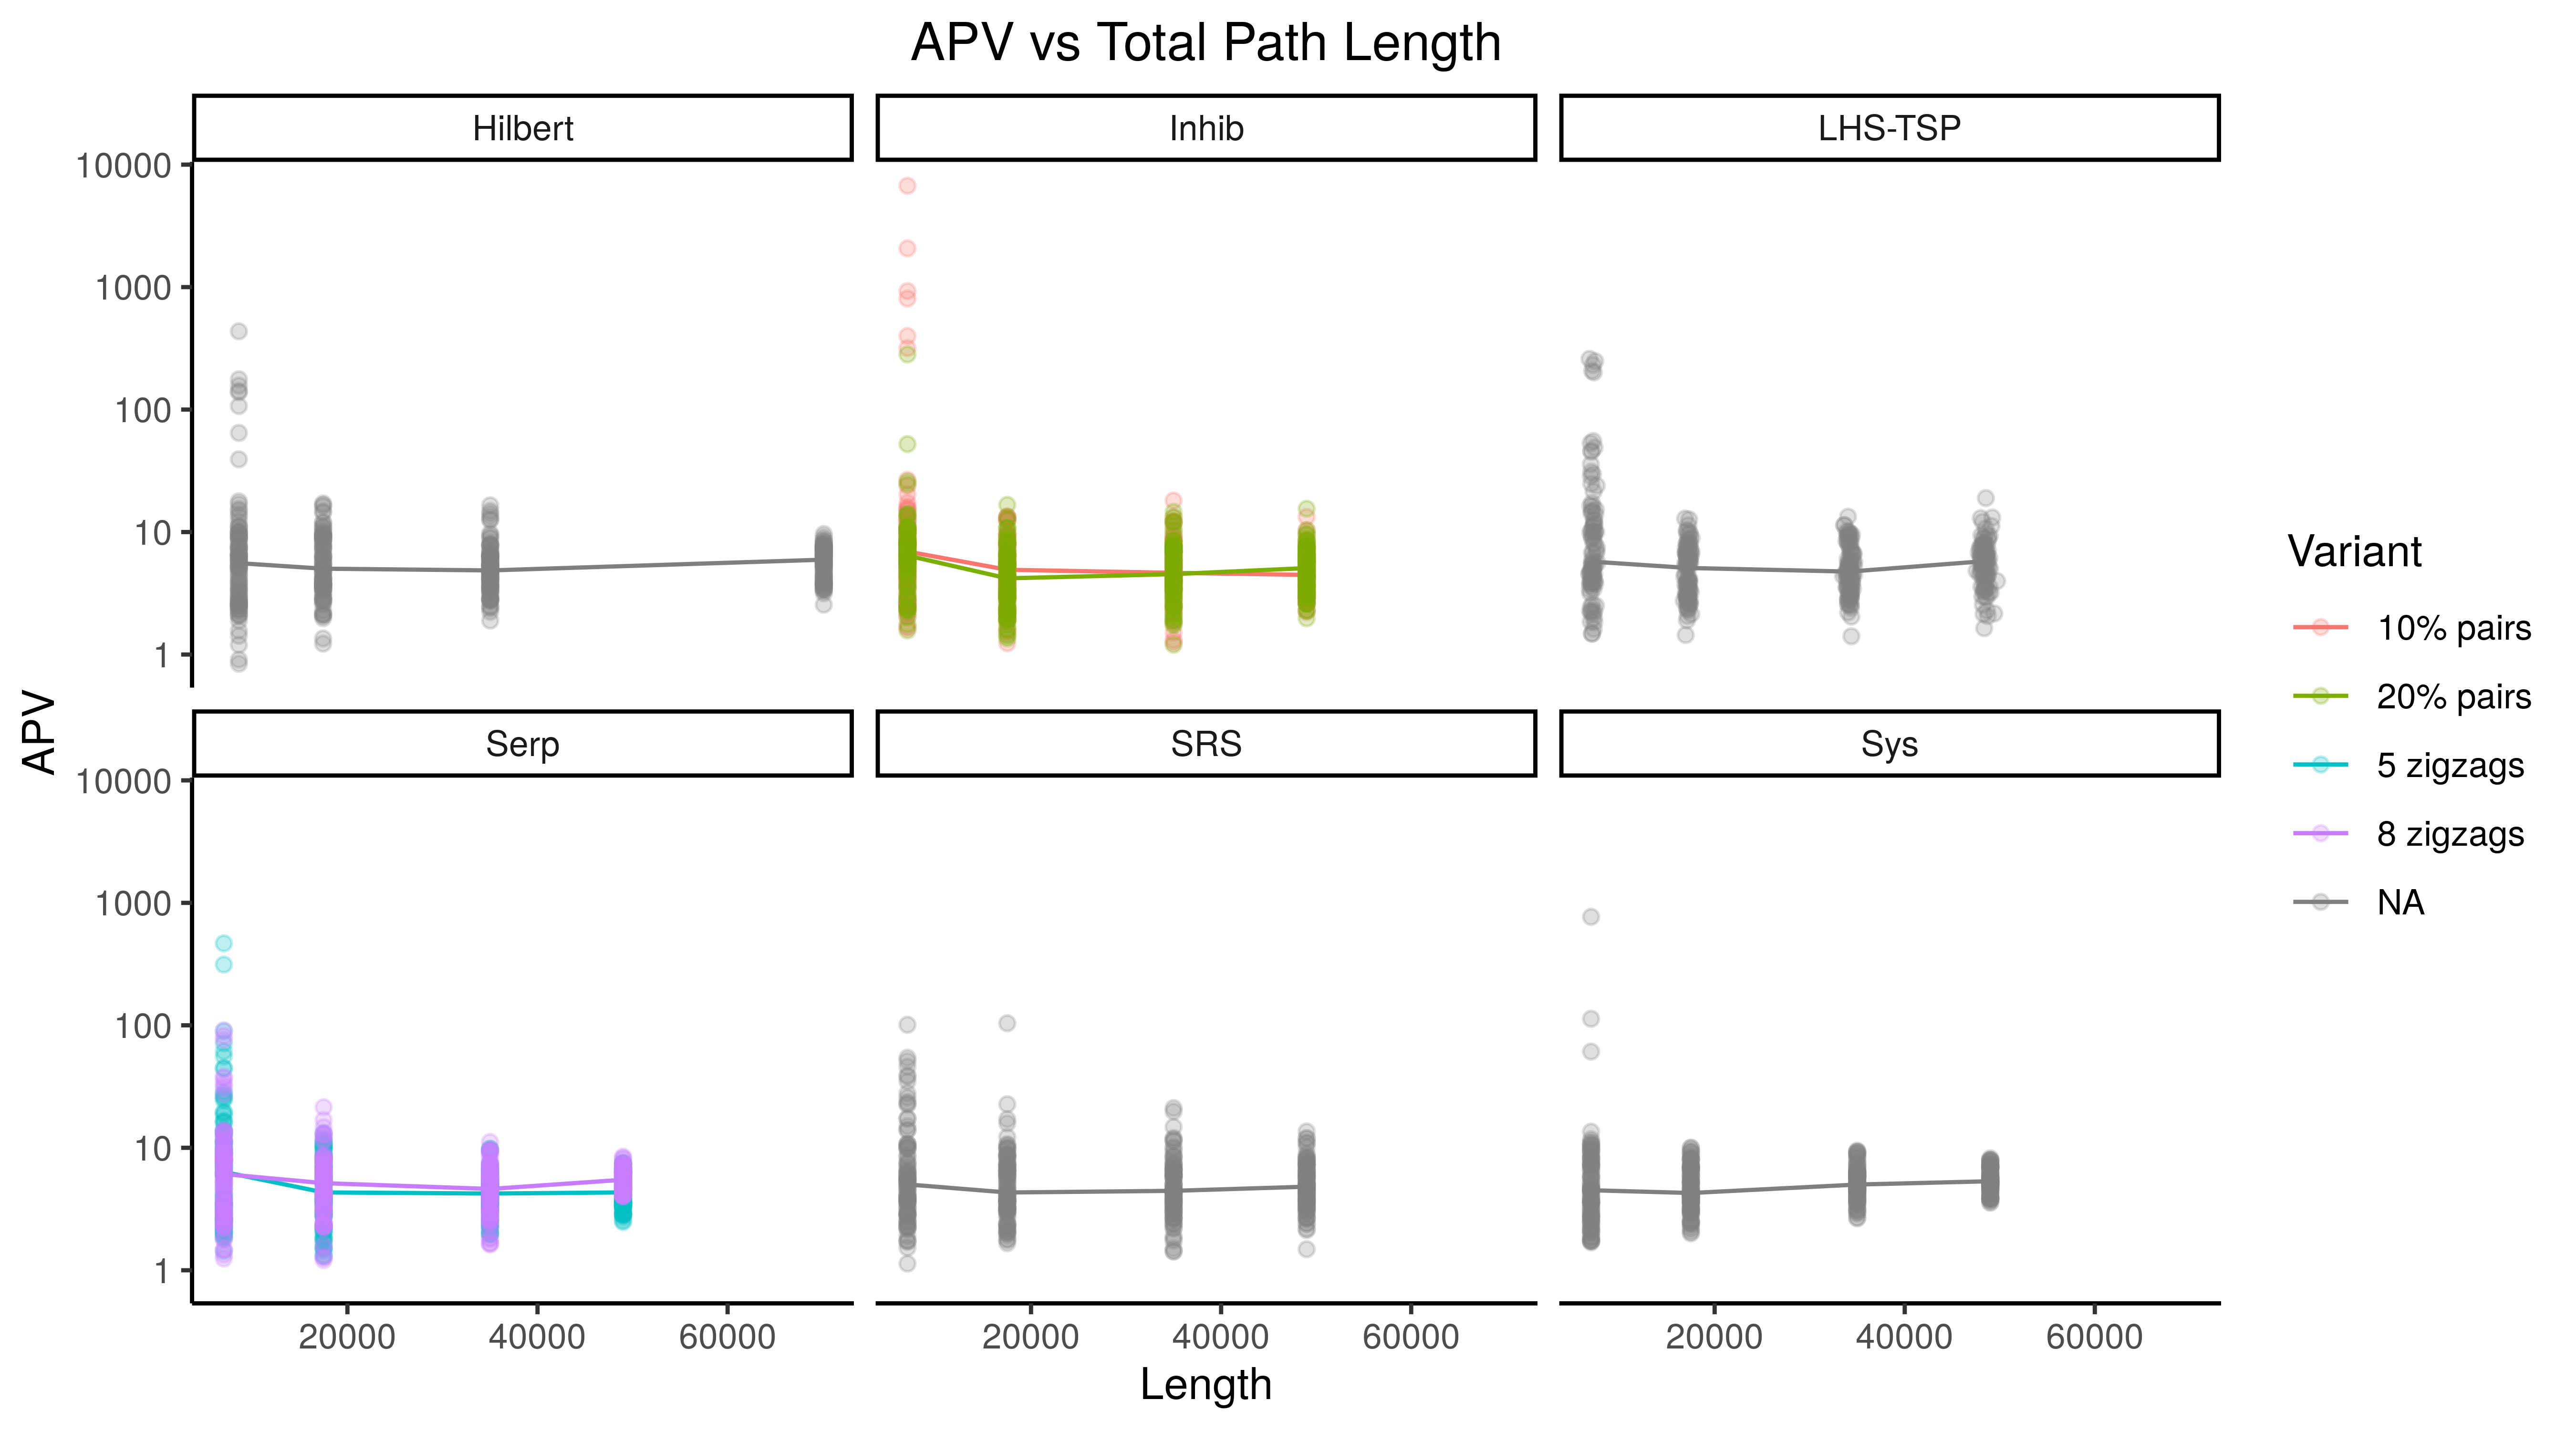 APV vs Total Path Length
Hilbert
Inhib
LHS-TSP
10000
1000
100
10
1
Serp
SRS
Sys
10000
1000
100
10
1
20000 40000 60000
20000 40000 60000
20000 40000 60000
Length
APV
Variant
10% pairs
20% pairs
5 zigzags
8 zigzags
NA